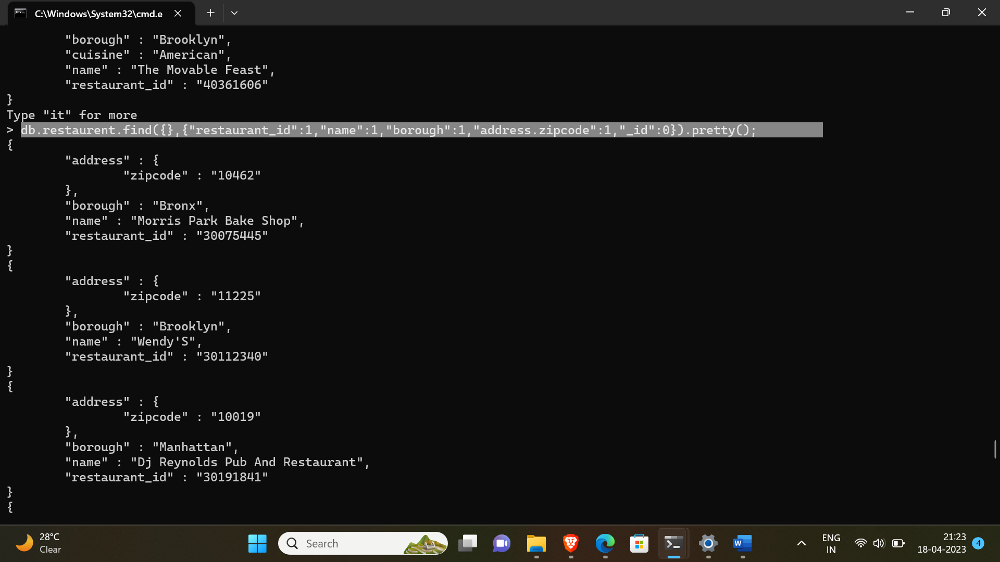 C:\Windows\System32\cmd.e
        "borough" : "Brooklyn",
        "cuisine" : "American",
        "name" : "The Movable Feast",
        "restaurant_id" : "40361606"
}
Type "it" for more
> db.restaurent.find({},{"restaurant_id":1,"name":1,"borough":1,"address.zipcode":1,"_id":0}).pretty();
{
        "address" : {
                "zipcode" : "10462"
        },
        "borough" : "Bronx",
        "name" : "Morris Park Bake Shop",
        "restaurant_id" : "30075445"
}
{
        "address" : {
                "zipcode" : "11225"
        },
        "borough" : "Brooklyn",
        "name" : "Wendy'S",
        "restaurant_id" : "30112340"
}
{
        "address" : {
                "zipcode" : "10019"
        },
        "borough" : "Manhattan",
        "name" : "Dj Reynolds Pub And Restaurant",
        "restaurant_id" : "30191841"
}
{
28°C
Clear
Search
W
ENG
IN
21:23
18-04-2023
4